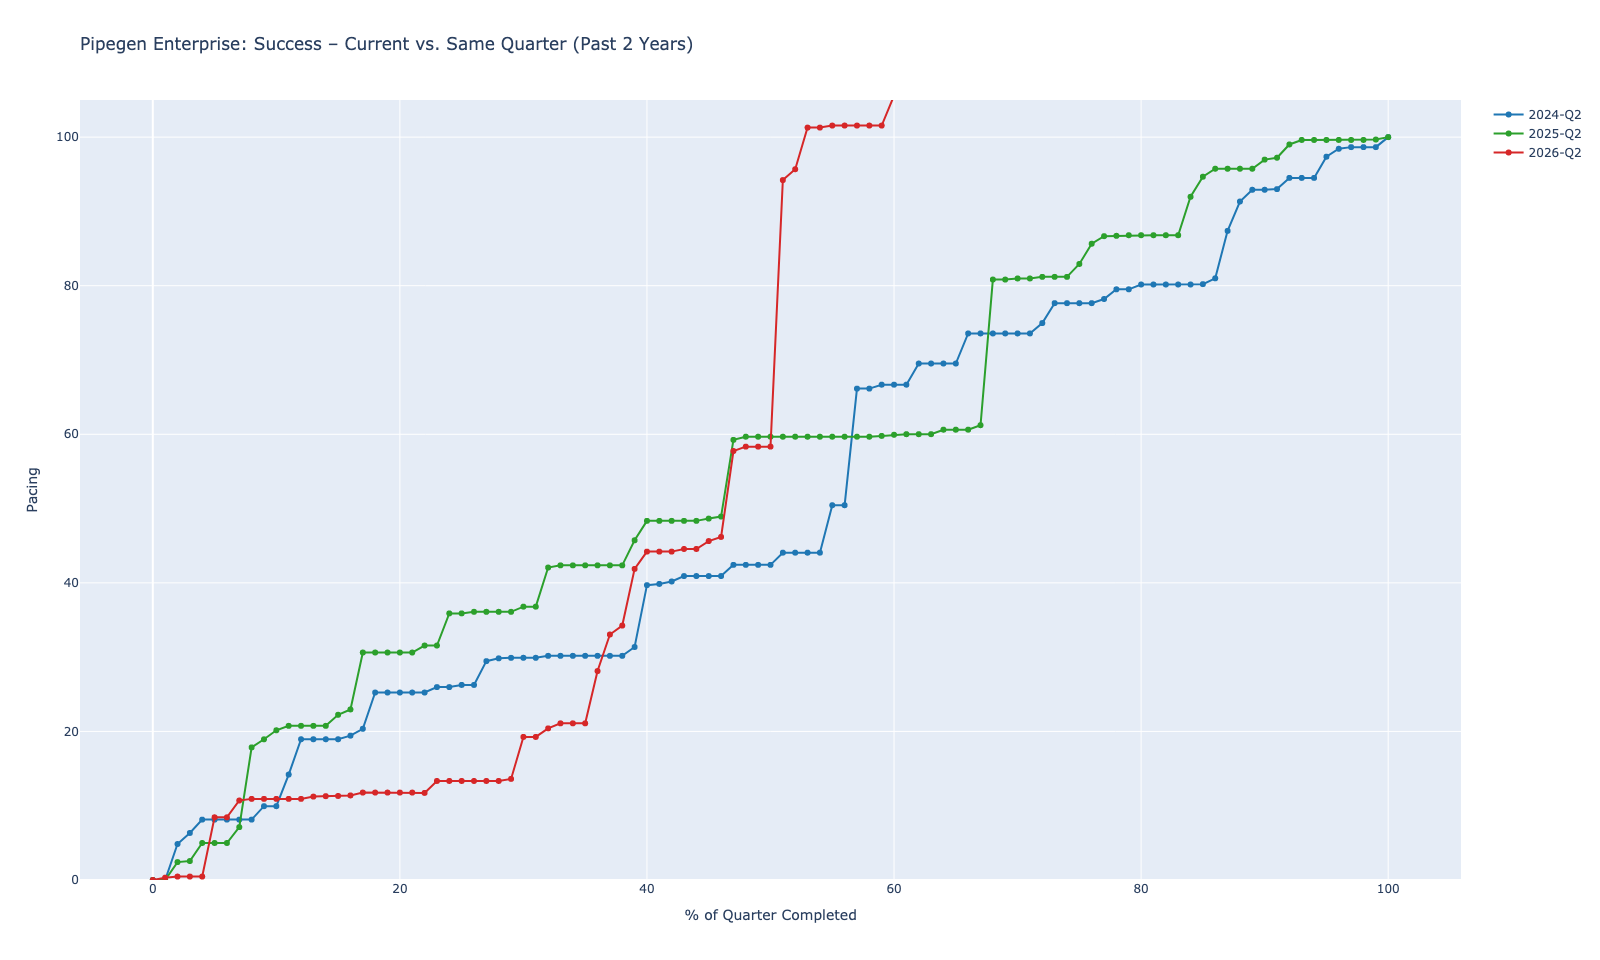 Pipegen Enterprise: Success – Current vs. Same Quarter (Past 2 Years)
2024-Q2
2025-Q2
2026-Q2
100
80
60
40
20
0
Pacing
0 20 40 60 80 100
% of Quarter Completed